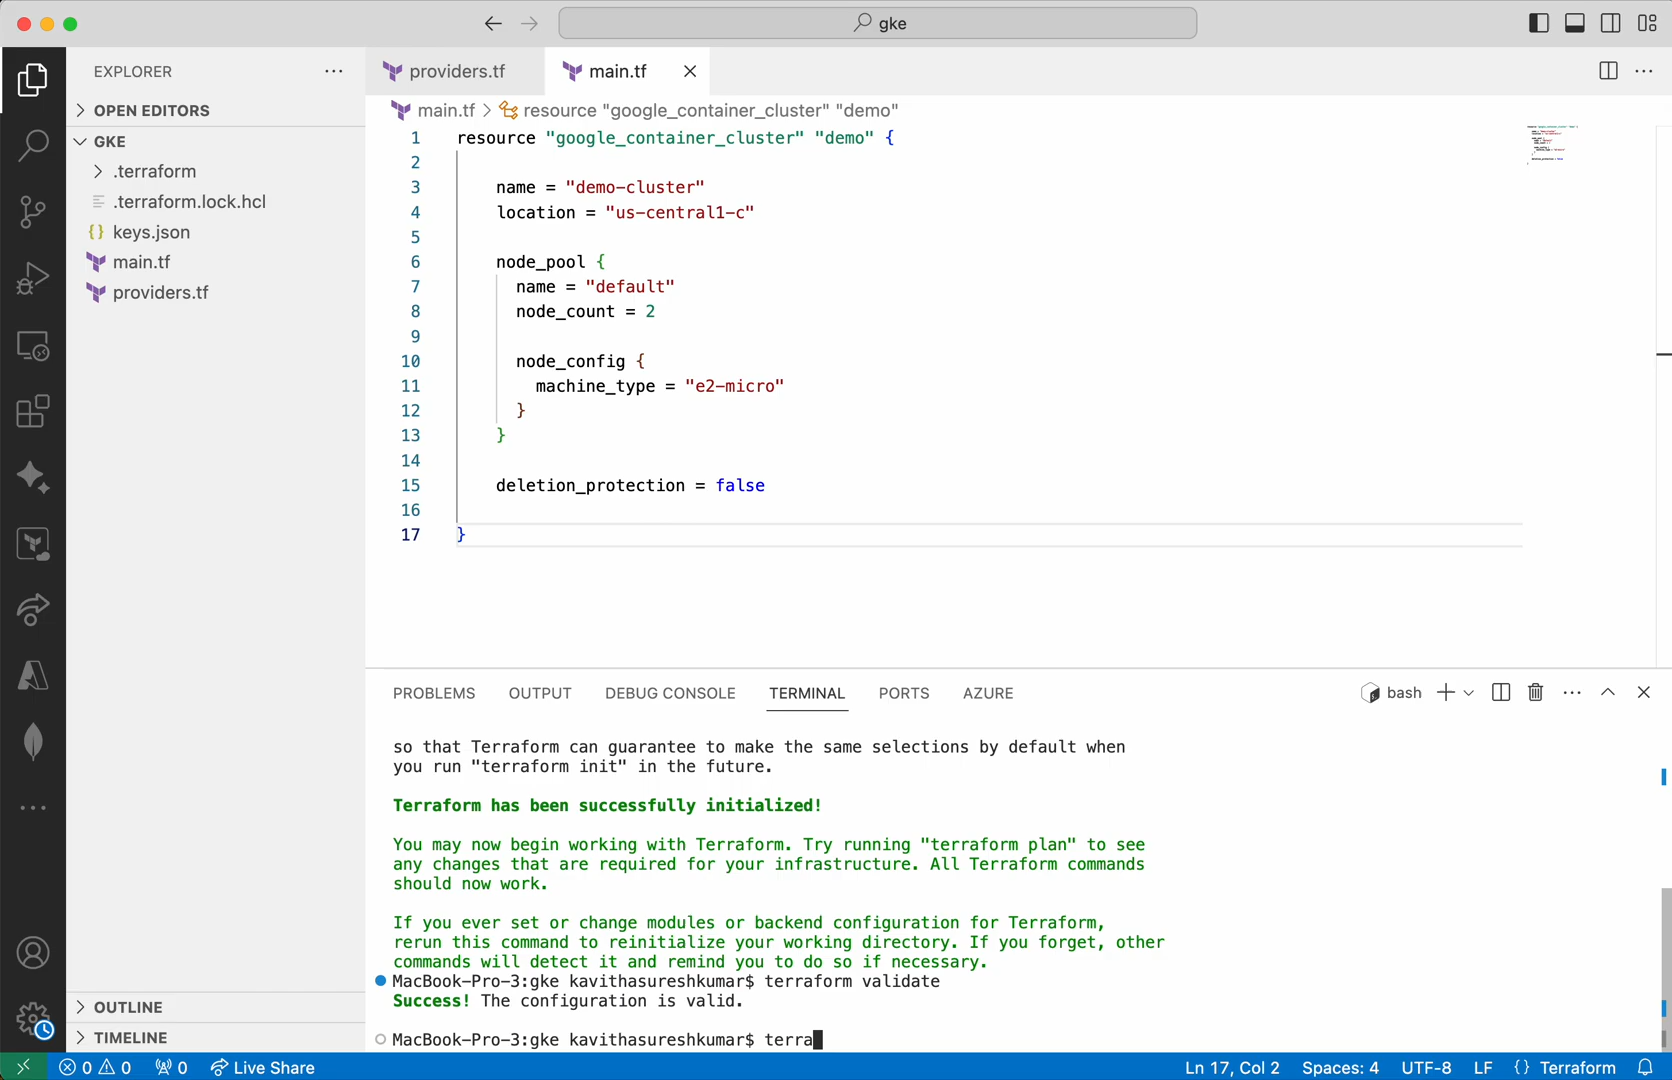 gke
EXPLORER
OPEN EDITORS
GKE
.terraform
.terraform.lock.hcl
{} keys.json
main.tf
providers.tf
OUTLINE
TIMELINE
providers.tf
main.tf
main.tf > resource "google_container_cluster" "demo"
1 resource "google_container_cluster" "demo" {
2
3 name = "demo-cluster"
4 location = "us-central1-c"
5
6 node_pool {
7 name = "default"
8 node_count = 2
9
10 node_config {
11 machine_type = "e2-micro"
12 }
13 }
14
15 deletion_protection = false
16
17 }
PROBLEMS OUTPUT DEBUG CONSOLE TERMINAL PORTS AZURE
bash
so that Terraform can guarantee to make the same selections by default when
you run "terraform init" in the future.
Terraform has been successfully initialized!
You may now begin working with Terraform. Try running "terraform plan" to see
any changes that are required for your infrastructure. All Terraform commands
should now work.
If you ever set or change modules or backend configuration for Terraform,
rerun this command to reinitialize your working directory. If you forget, other
commands will detect it and remind you to do so if necessary.
MacBook-Pro-3:gke kavithasureshkumar$ terraform validate
Success! The configuration is valid.
MacBook-Pro-3:gke kavithasureshkumar$ terra
0 0 0 Live Share Ln 17, Col 2 Spaces: 4 UTF-8 LF {} Terraform